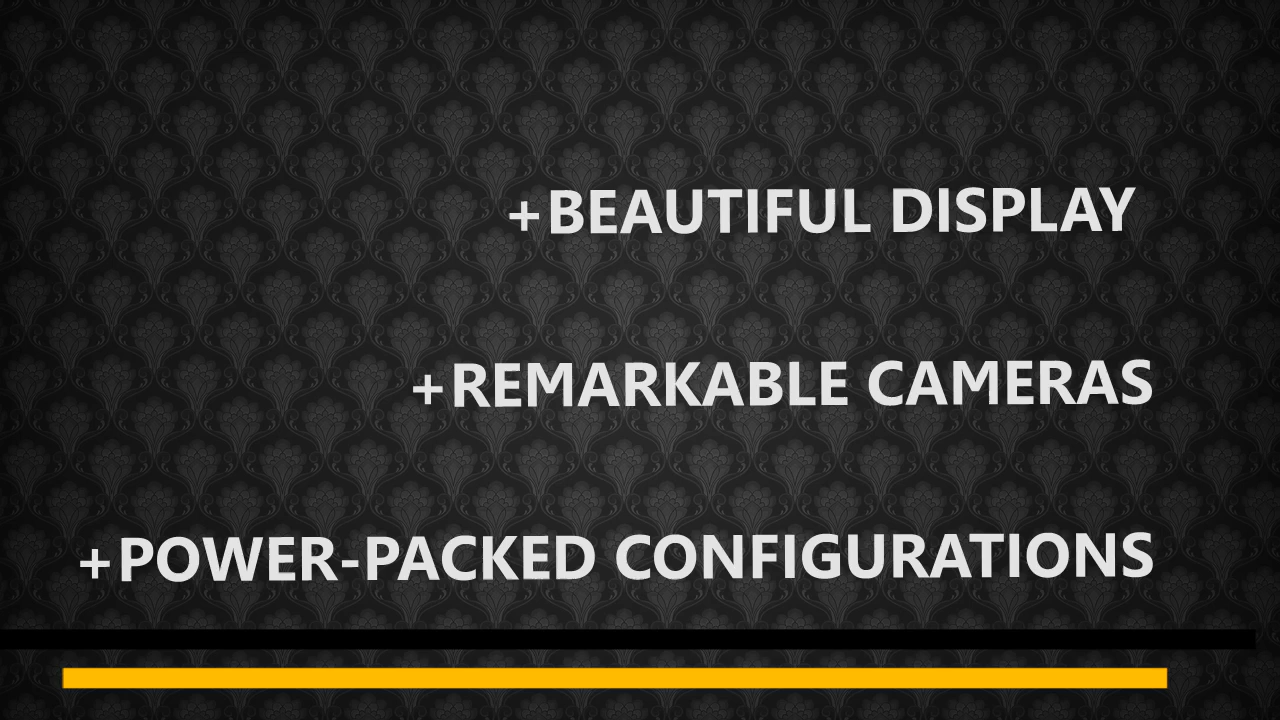 +BEAUTIFUL DISPLAY
+REMARKABLE CAMERAS
+POWER-PACKED CONFIGURATIONS